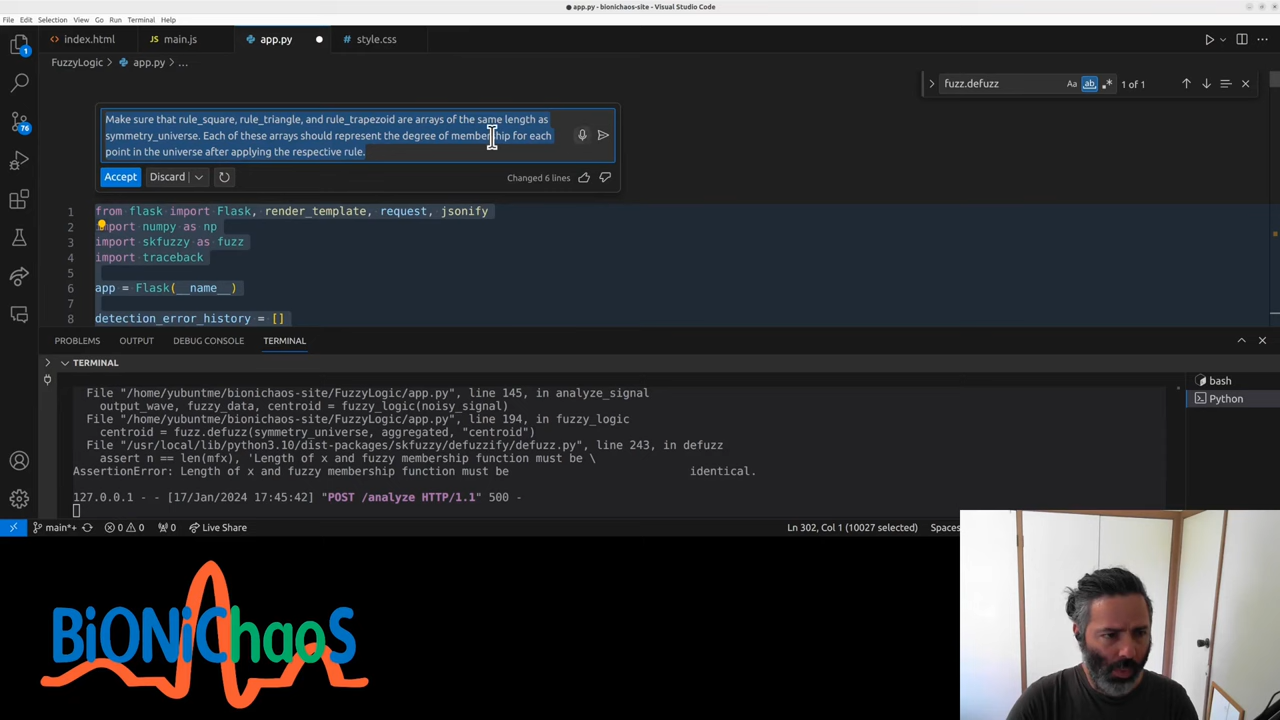 app.py - bionichaos-site - Visual Studio Code
File Edit Selection View Go Run Terminal Help
index.html main.js app.py style.css
FuzzyLogic > app.py > ...
fuzz.defuzz Aa ab 1 of 1
Make sure that rule_square, rule_triangle, and rule_trapezoid are arrays of the same length as
symmetry_universe. Each of these arrays should represent the degree of membership for each
point in the universe after applying the respective rule.
Accept Discard Changed 6 lines
1 from flask import Flask, render_template, request, jsonify
2 import numpy as np
3 import skfuzzy as fuzz
4 import traceback
5
6 app = Flask(__name__)
7
8 detection_error_history = []
1
76
PROBLEMS OUTPUT DEBUG CONSOLE TERMINAL
TERMINAL
File "/home/yubuntme/bionichaos-site/FuzzyLogic/app.py", line 145, in analyze_signal
output_wave, fuzzy_data, centroid = fuzzy_logic(noisy_signal)
File "/home/yubuntme/bionichaos-site/FuzzyLogic/app.py", line 194, in fuzzy_logic
centroid = fuzz.defuzz(symmetry_universe, aggregated, "centroid")
File "/usr/local/lib/python3.10/dist-packages/skfuzzy/defuzzify/defuzz.py", line 243, in defuzz
assert n == len(mfx), 'Length of x and fuzzy membership function must be \
AssertionError: Length of x and fuzzy membership function must be identical.
127.0.0.1 - - [17/Jan/2024 17:45:42] "POST /analyze HTTP/1.1" 500 -
bash
Python
main*+ 0 0 0 Live Share Ln 302, Col 1 (10027 selected) Spaces
BiONiChaoS